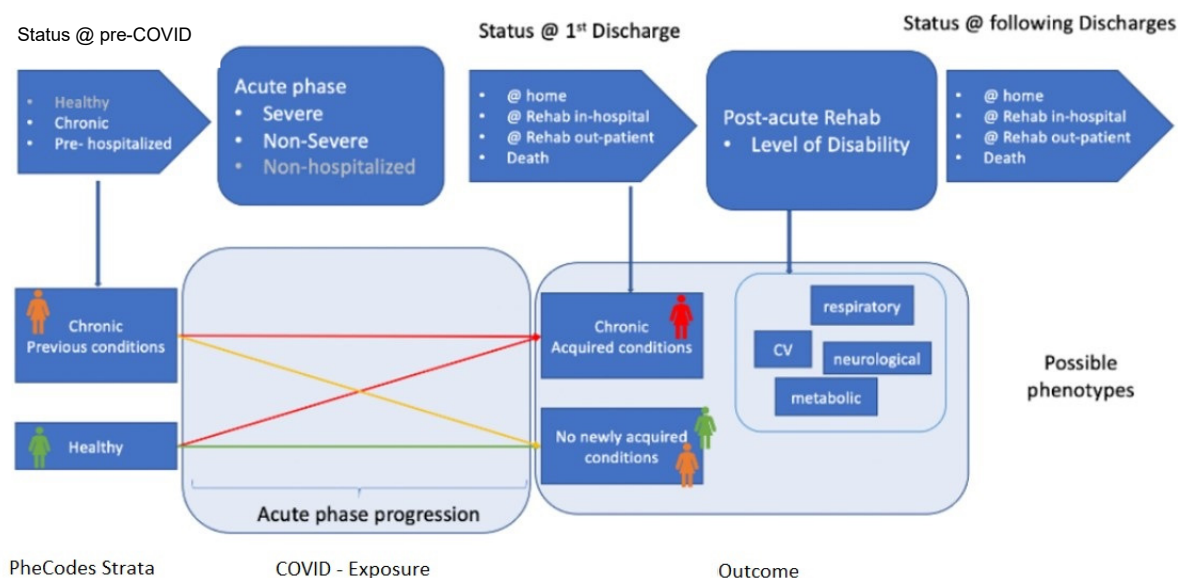 Status @ pre-COVID
Status @ 1st Discharge
Status @ following Discharges
• Healthy
• Chronic
• Pre- hospitalized
Acute phase
• Severe
• Non-Severe
• Non-hospitalized
• @ home
• @ Rehab in-hospital
• @ Rehab out-patient
• Death
Post-acute Rehab
• Level of Disability
• @ home
• @ Rehab in-hospital
• @ Rehab out-patient
• Death
Chronic
Previous conditions
Healthy
Acute phase progression
Chronic
Acquired conditions
No newly acquired
conditions
respiratory
CV
neurological
metabolic
Possible
phenotypes
PheCodes Strata
COVID - Exposure
Outcome